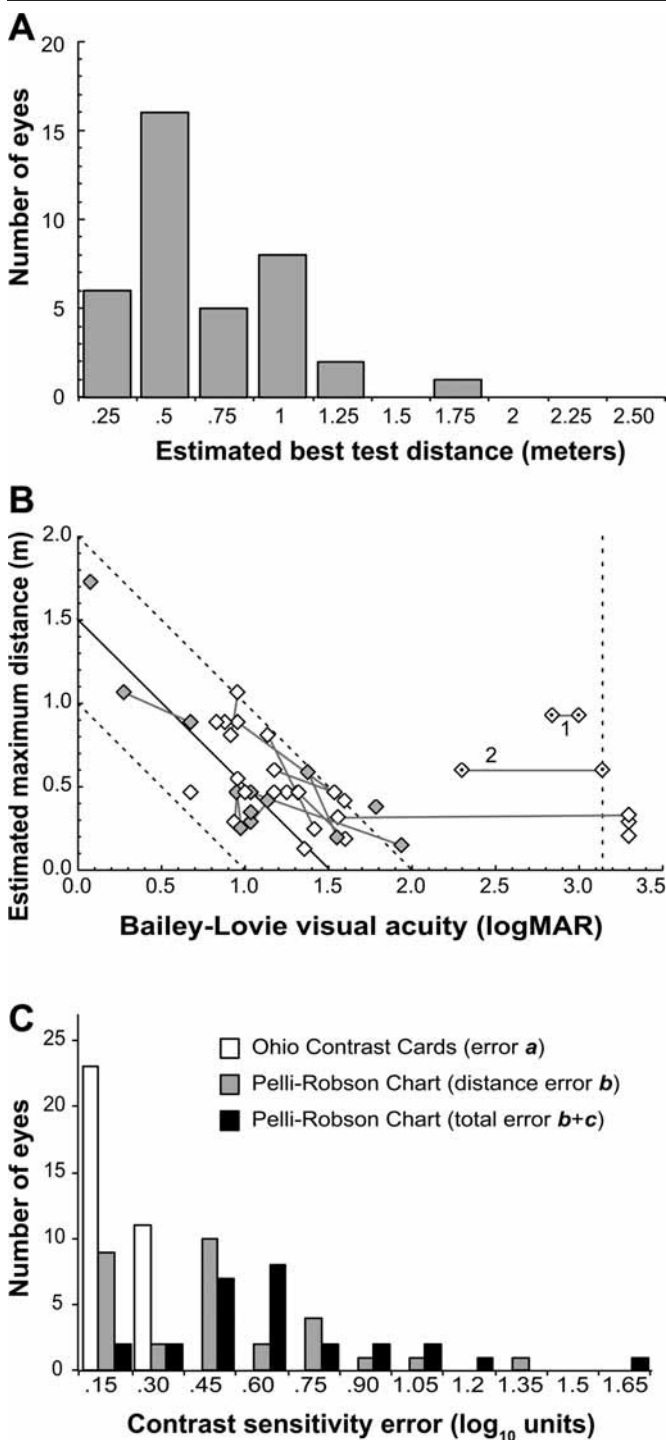 A
20
15
10
5
0
Number of eyes
.25 .5 .75 1 1.25 1.5 1.75 2 2.25 2.50
Estimated best test distance (meters)
B
2.0
1.5
1.0
0.5
0.0
Estimated maximum distance (m)
1
2
0.0 0.5 1.0 1.5 2.0 2.5 3.0 3.5
Bailey-Lovie visual acuity (logMAR)
C
25
20
15
10
5
0
Number of eyes
Ohio Contrast Cards (error a)
Pelli-Robson Chart (distance error b)
Pelli-Robson Chart (total error b+c)
.15 .30 .45 .60 .75 .90 1.05 1.2 1.35 1.5 1.65
Contrast sensitivity error (log10 units)